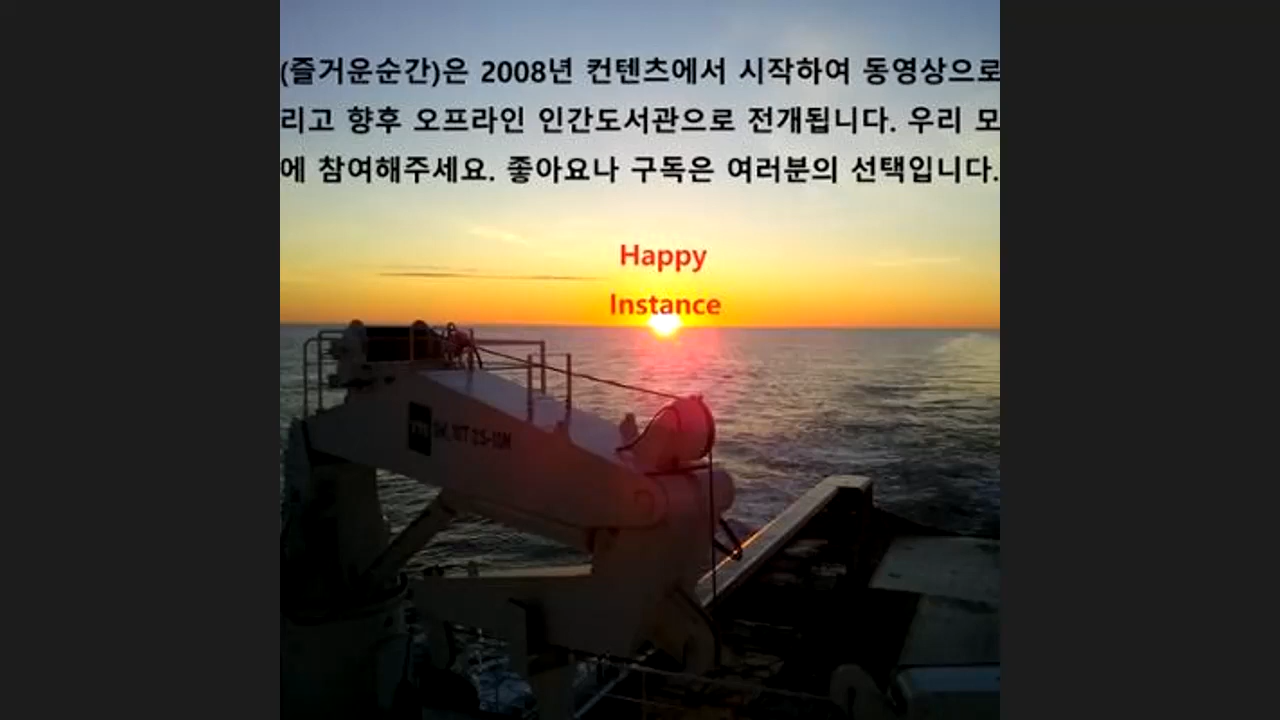 (즐거운순간)은 2008년 컨텐츠에서 시작하여 동영상으로
리고 향후 오프라인 인간도서관으로 전개됩니다. 우리 모
에 참여해주세요. 좋아요나 구독은 여러분의 선택입니다.
Happy
Instance